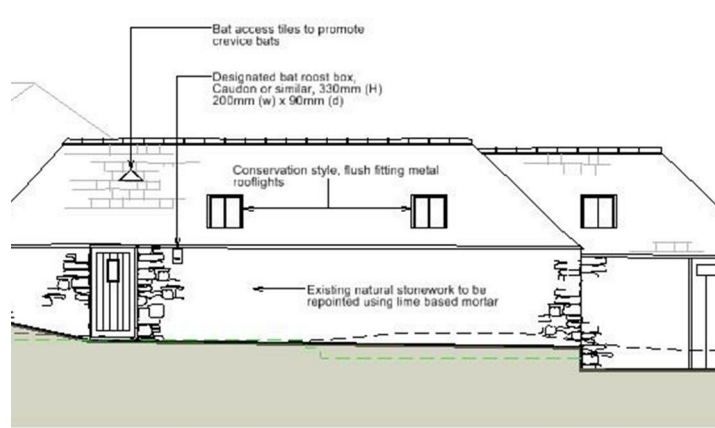 Bat access tiles to promote
crevice bats
Designated bat roost box,
Caudon or similar, 330mm (H)
200mm (w) x 90mm (d)
Conservation style, flush fitting metal
rooflights
Existing natural stonework to be
repointed using lime based mortar